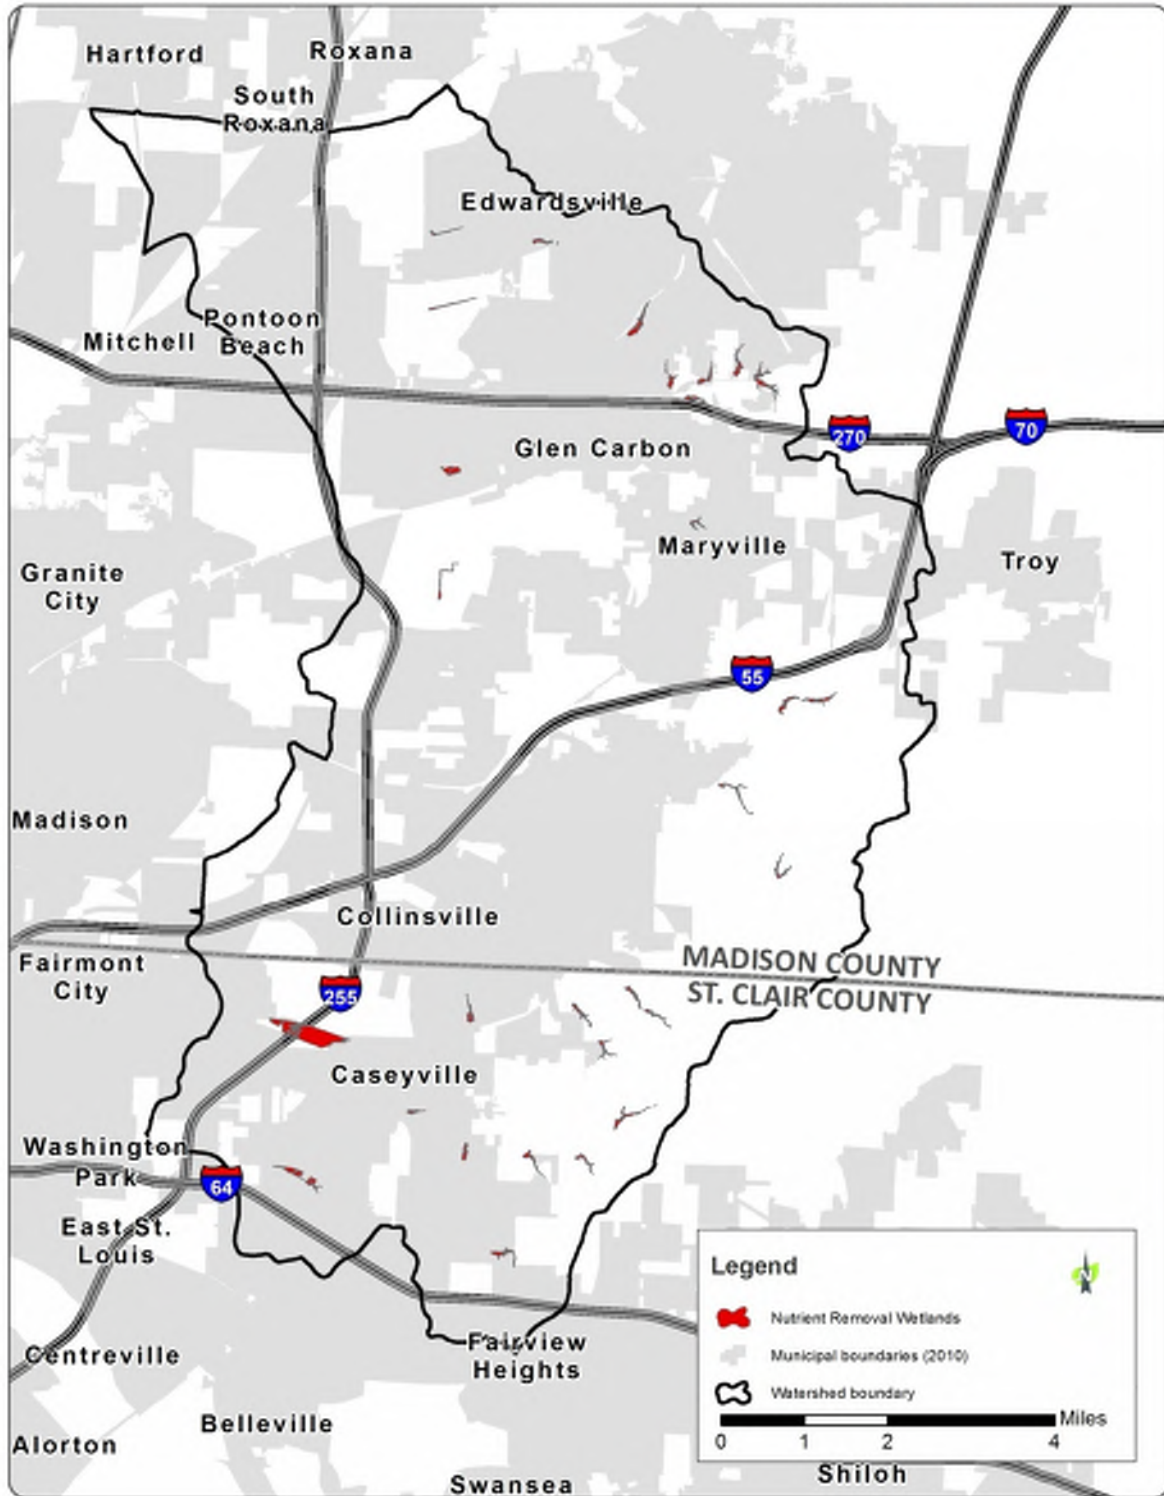 Hartford
Roxana
South
Roxana
Edwardsville
Pontoon
Beach
Mitchell
270
70
Glen Carbon
Maryville
Troy
Granite
City
55
Madison
Collinsville
Fairmont
City
MADISON COUNTY
ST. CLAIR COUNTY
255
Caseyville
Washington
Park
64
East St.
Louis
Legend
N
Nutrient Removal Wetlands
Municipal boundaries (2010)
Watershed boundary
Miles
0 1 2 4
Fairview
Heights
Centreville
Belleville
Alorton
Swansea
Shiloh